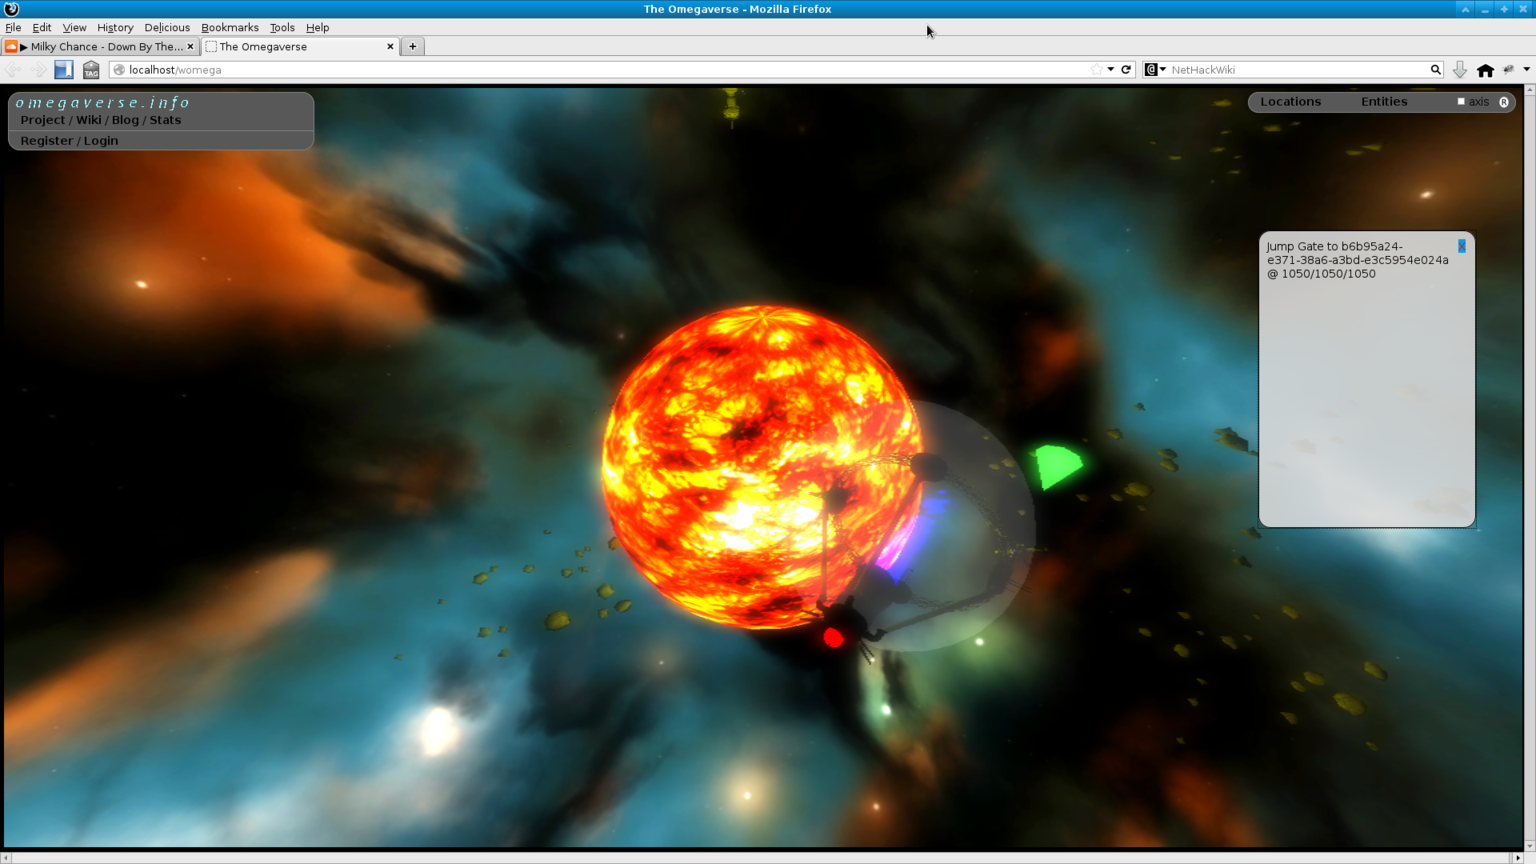 The Omegaverse - Mozilla Firefox
File Edit View History Delicious Bookmarks Tools Help
▶ Milky Chance - Down By The... The Omegaverse
localhost/womega NetHackWiki
TAG
omegaverse.info
Project / Wiki / Blog / Stats
Register / Login
Locations Entities axis R
Jump Gate to b6b95a24-
e371-38a6-a3bd-e3c5954e024a
@ 1050/1050/1050
X